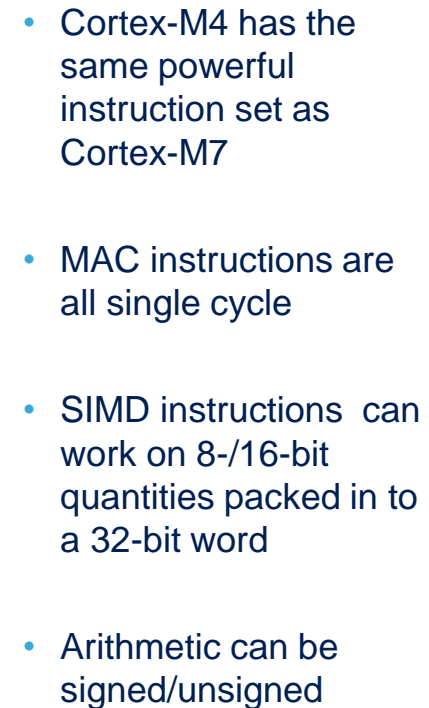 • Cortex-M4 has the
same powerful
instruction set as
Cortex-M7
• MAC instructions are
all single cycle
• SIMD instructions  can
work on 8-/16-bit
quantities packed in to
a 32-bit word
• Arithmetic can be
signed/unsigned